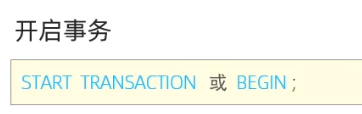 开启事务
START TRANSACTION 或 BEGIN ;